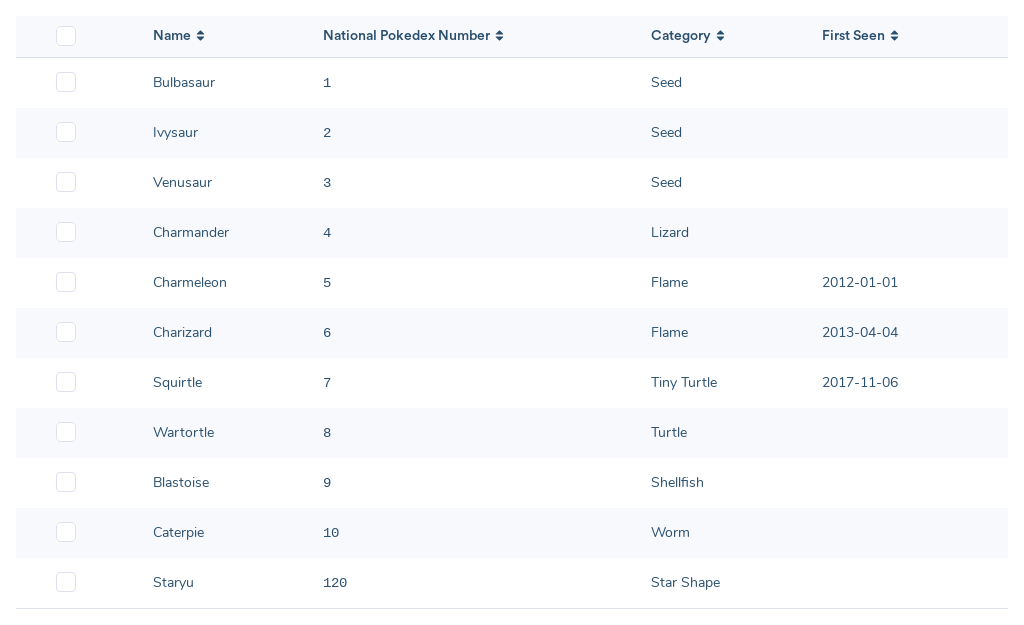 Name National Pokedex Number Category First Seen
Bulbasaur 1 Seed
Ivysaur 2 Seed
Venusaur 3 Seed
Charmander 4 Lizard
Charmeleon 5 Flame 2012-01-01
Charizard 6 Flame 2013-04-04
Squirtle 7 Tiny Turtle 2017-11-06
Wartortle 8 Turtle
Blastoise 9 Shellfish
Caterpie 10 Worm
Staryu 120 Star Shape